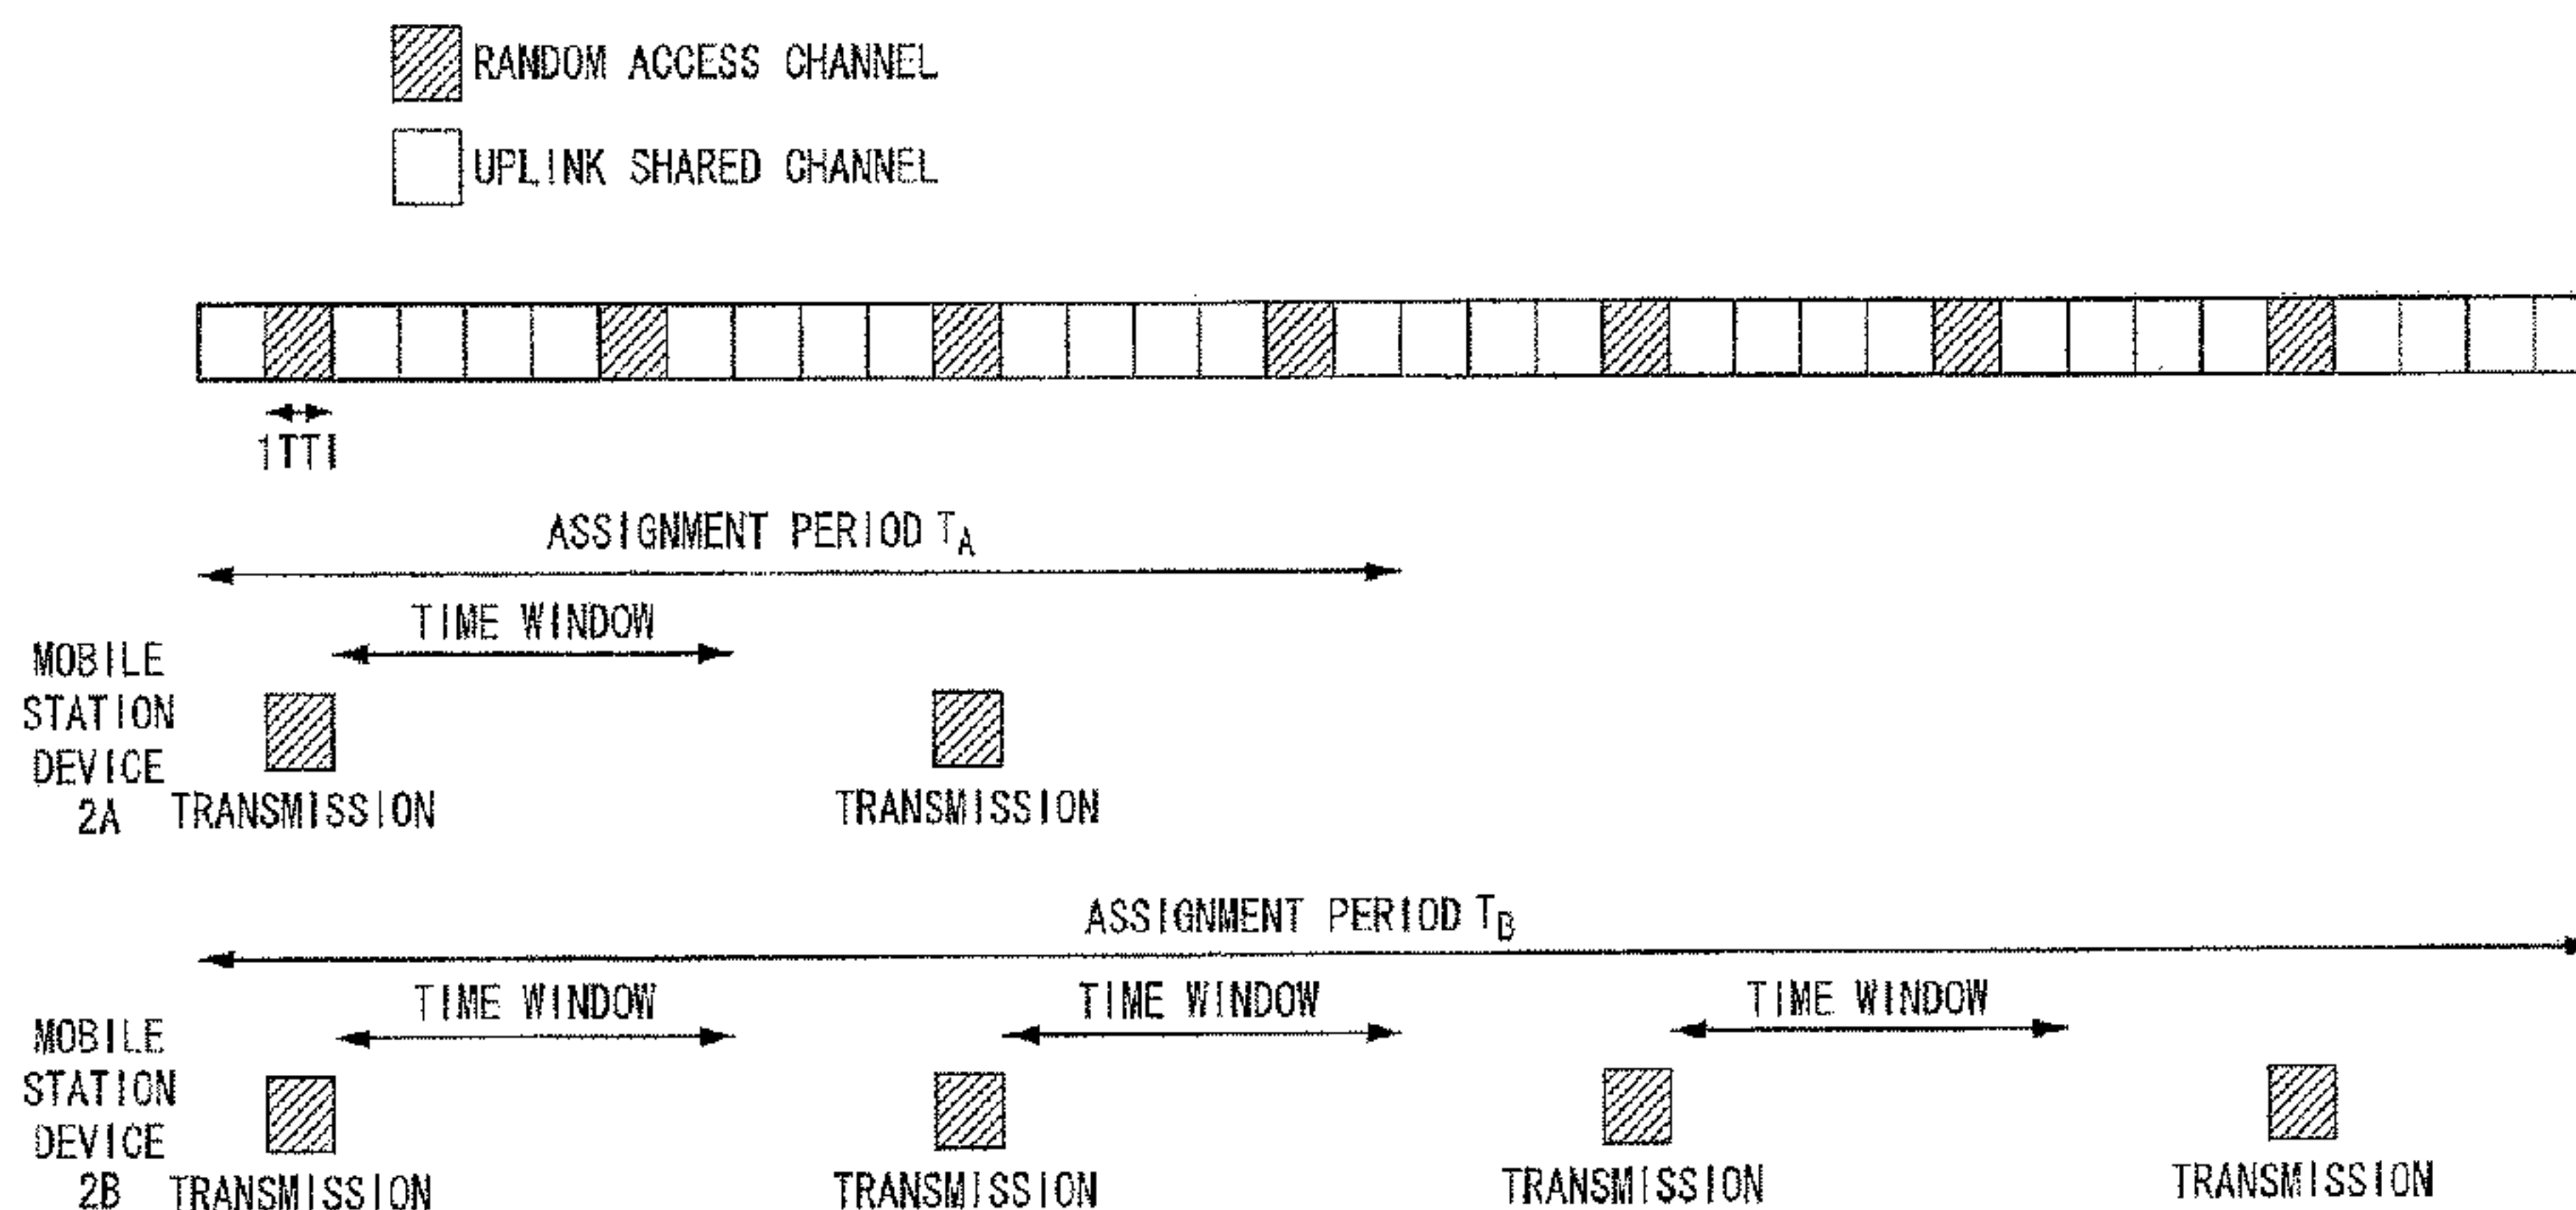 RANDOM ACCESS CHANNEL
UPLINK SHARED CHANNEL
1TTI
ASSIGNMENT PERIOD TA
TIME WINDOW
MOBILE
STATION
DEVICE
2A
TRANSMISSION
TRANSMISSION
ASSIGNMENT PERIOD TB
TIME WINDOW
TIME WINDOW
TIME WINDOW
MOBILE
STATION
DEVICE
2B
TRANSMISSION
TRANSMISSION
TRANSMISSION
TRANSMISSION